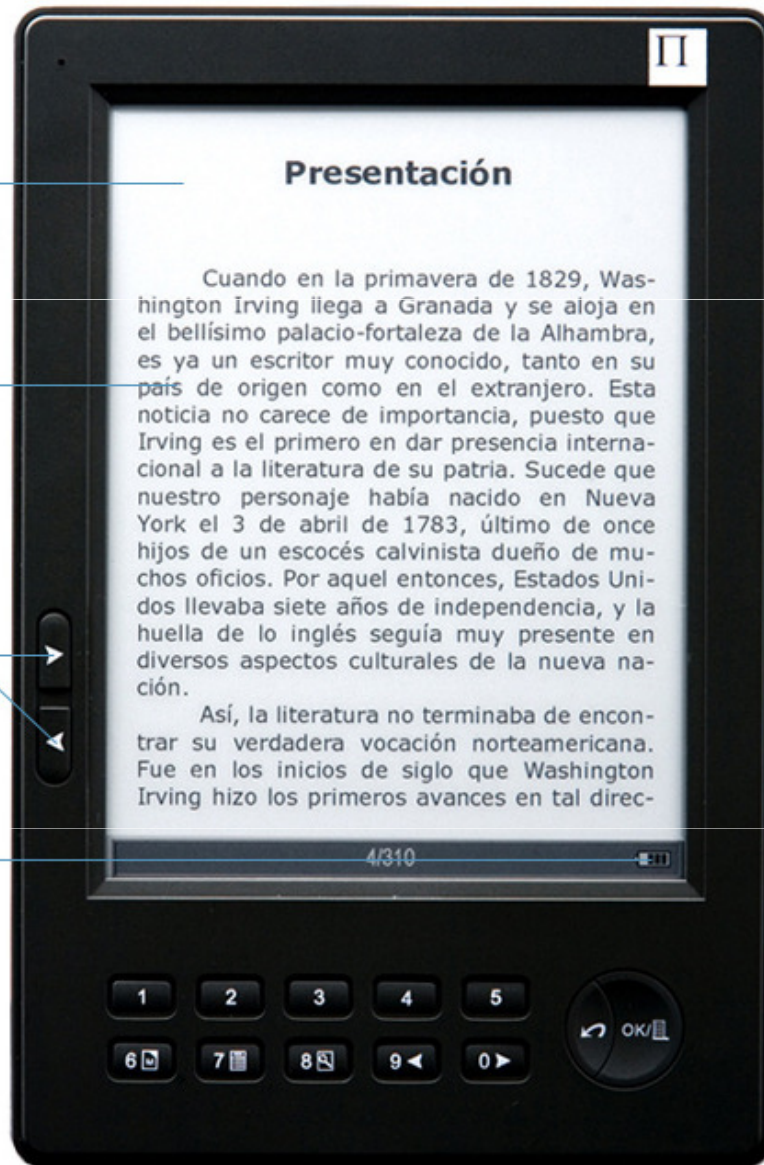 Π
Presentación
Cuando en la primavera de 1829, Was-
hington Irving llega a Granada y se aloja en
el bellísimo palacio-fortaleza de la Alhambra,
es ya un escritor muy conocido, tanto en su
país de origen como en el extranjero. Esta
noticia no carece de importancia, puesto que
Irving es el primero en dar presencia interna-
cional a la literatura de su patria. Sucede que
nuestro personaje había nacido en Nueva
York el 3 de abril de 1783, último de once
hijos de un escocés calvinista dueño de mu-
chos oficios. Por aquel entonces, Estados Uni-
dos llevaba siete años de independencia, y la
huella de lo inglés seguía muy presente en
diversos aspectos culturales de la nueva na-
ción.
Así, la literatura no terminaba de encon-
trar su verdadera vocación norteamericana.
Fue en los inicios de siglo que Washington
Irving hizo los primeros avances en tal direc-
4/310
1 2 3 4 5
6 7 8 9 0
OK/